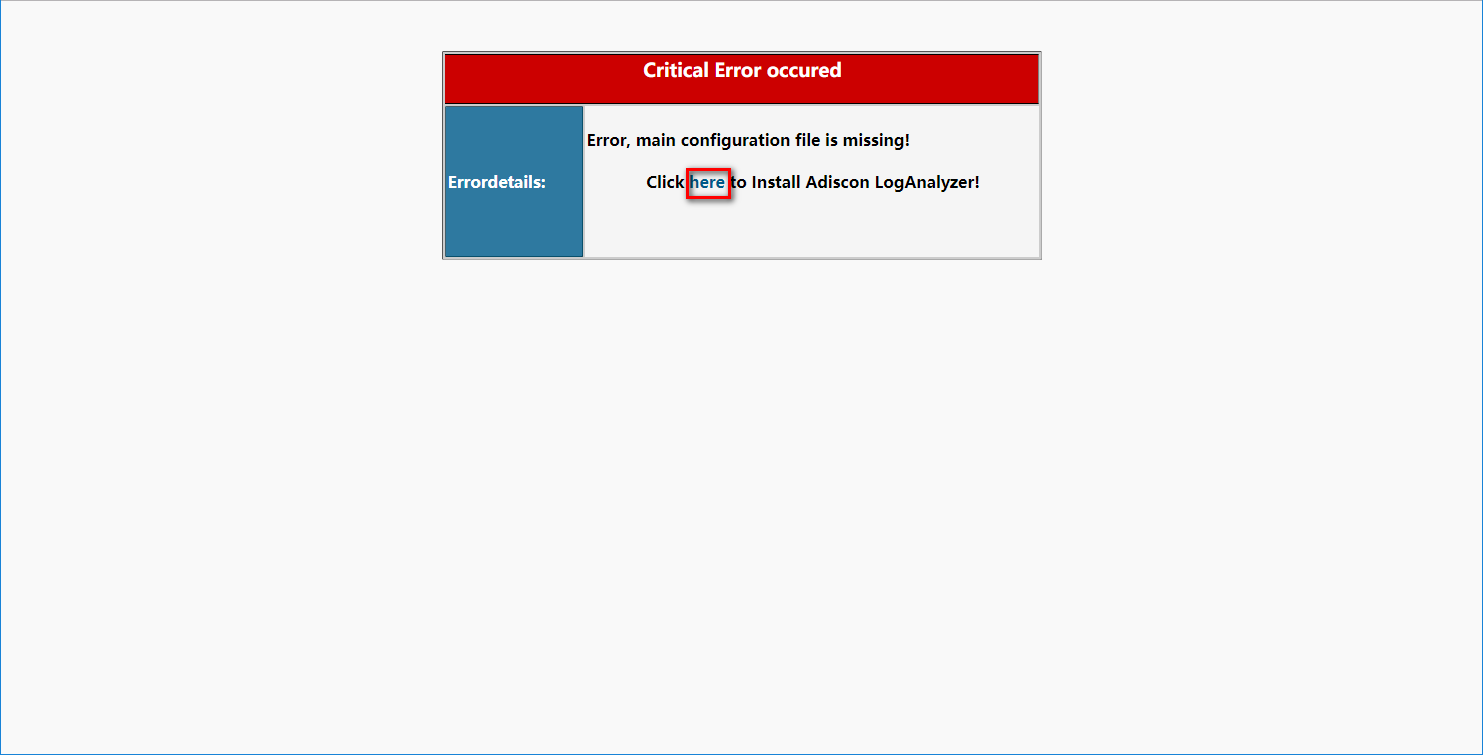 Critical Error occured
Error, main configuration file is missing!
Errordetails:
Click here to Install Adiscon LogAnalyzer!